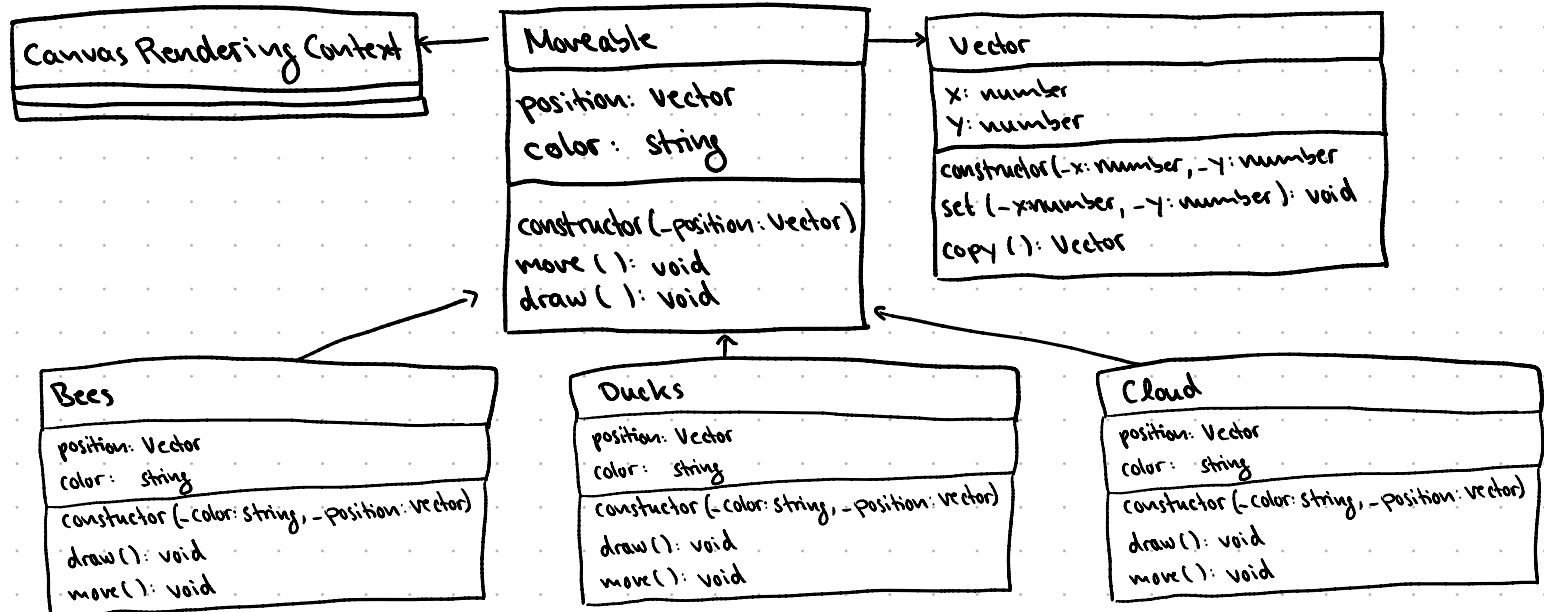 Canvas Rendering Context
Moveable
position: Vector
color: string
constructor(_position: Vector)
move ( ): void
draw ( ): void
Vector
x: number
y: number
constructor(_x: number, _y: number
set (_x:number, _y: number): void
copy (): Vector
Bees
position: Vector
color: string
constuctor (_color: string, _position: vector)
draw(): void
move(): void
Ducks
position: Vector
color: string
constuctor (_color: string, _position: vector)
draw(): void
move(): void
Cloud
position: Vector
color: string
constuctor (_color: string, _position: vector)
draw(): void
move(): void